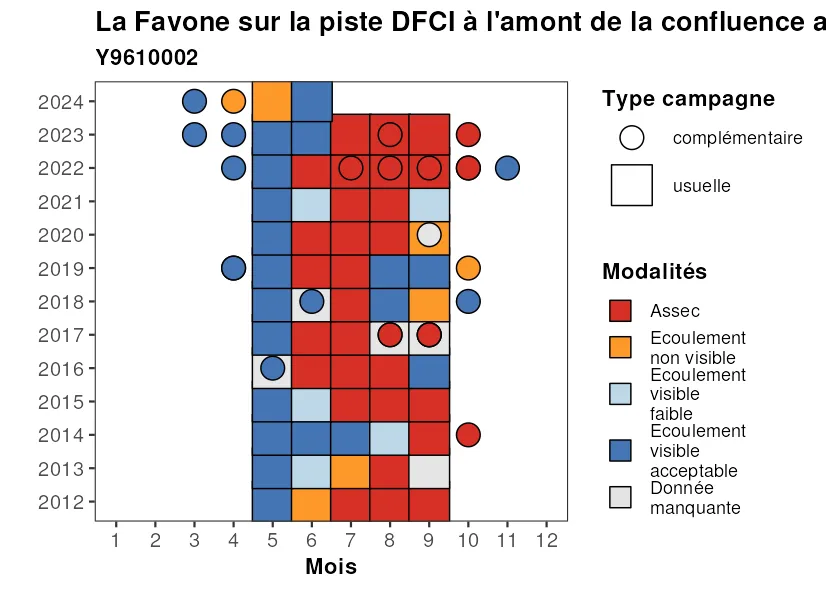 La Favone sur la piste DFCI à l'amont de la confluence a
Y9610002
2024
2023
2022
2021
2020
2019
2018
2017
2016
2015
2014
2013
2012
1 2 3 4 5 6 7 8 9 10 11 12
Mois
Type campagne
complémentaire
usuelle
Modalités
Assec
Ecoulement
non visible
Ecoulement
visible
faible
Ecoulement
visible
acceptable
Donnée
manquante